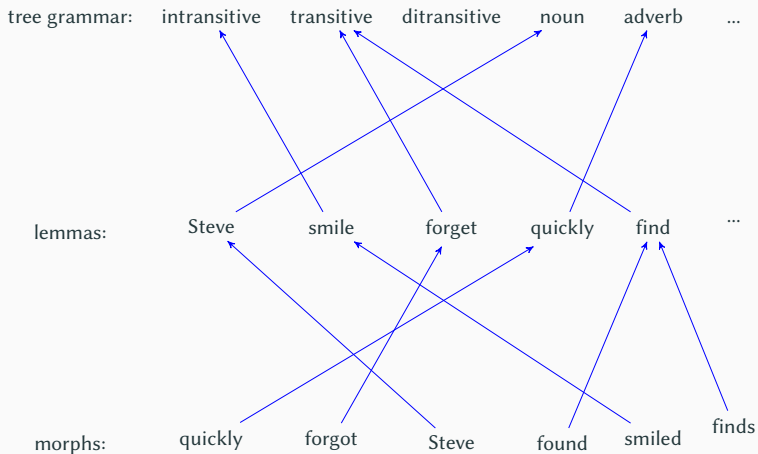 tree grammar: intransitive transitive ditransitive noun adverb ...
lemmas: Steve smile forget quickly find ...
morphs: quickly forgot Steve found smiled finds